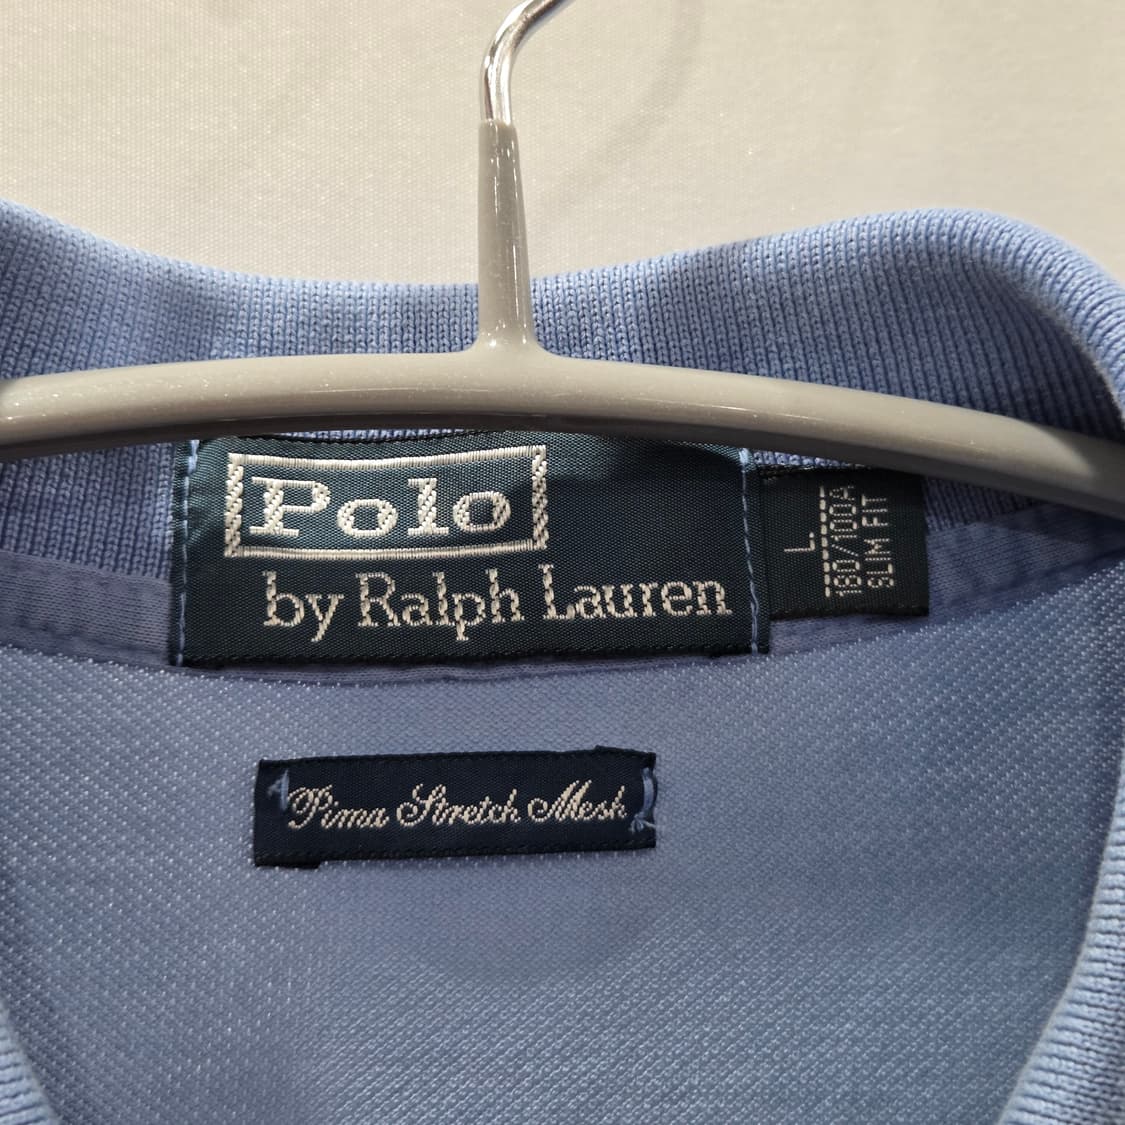 Polo
by Ralph Lauren
L
180/100A
SLIM FIT
Pima Stretch Mesh